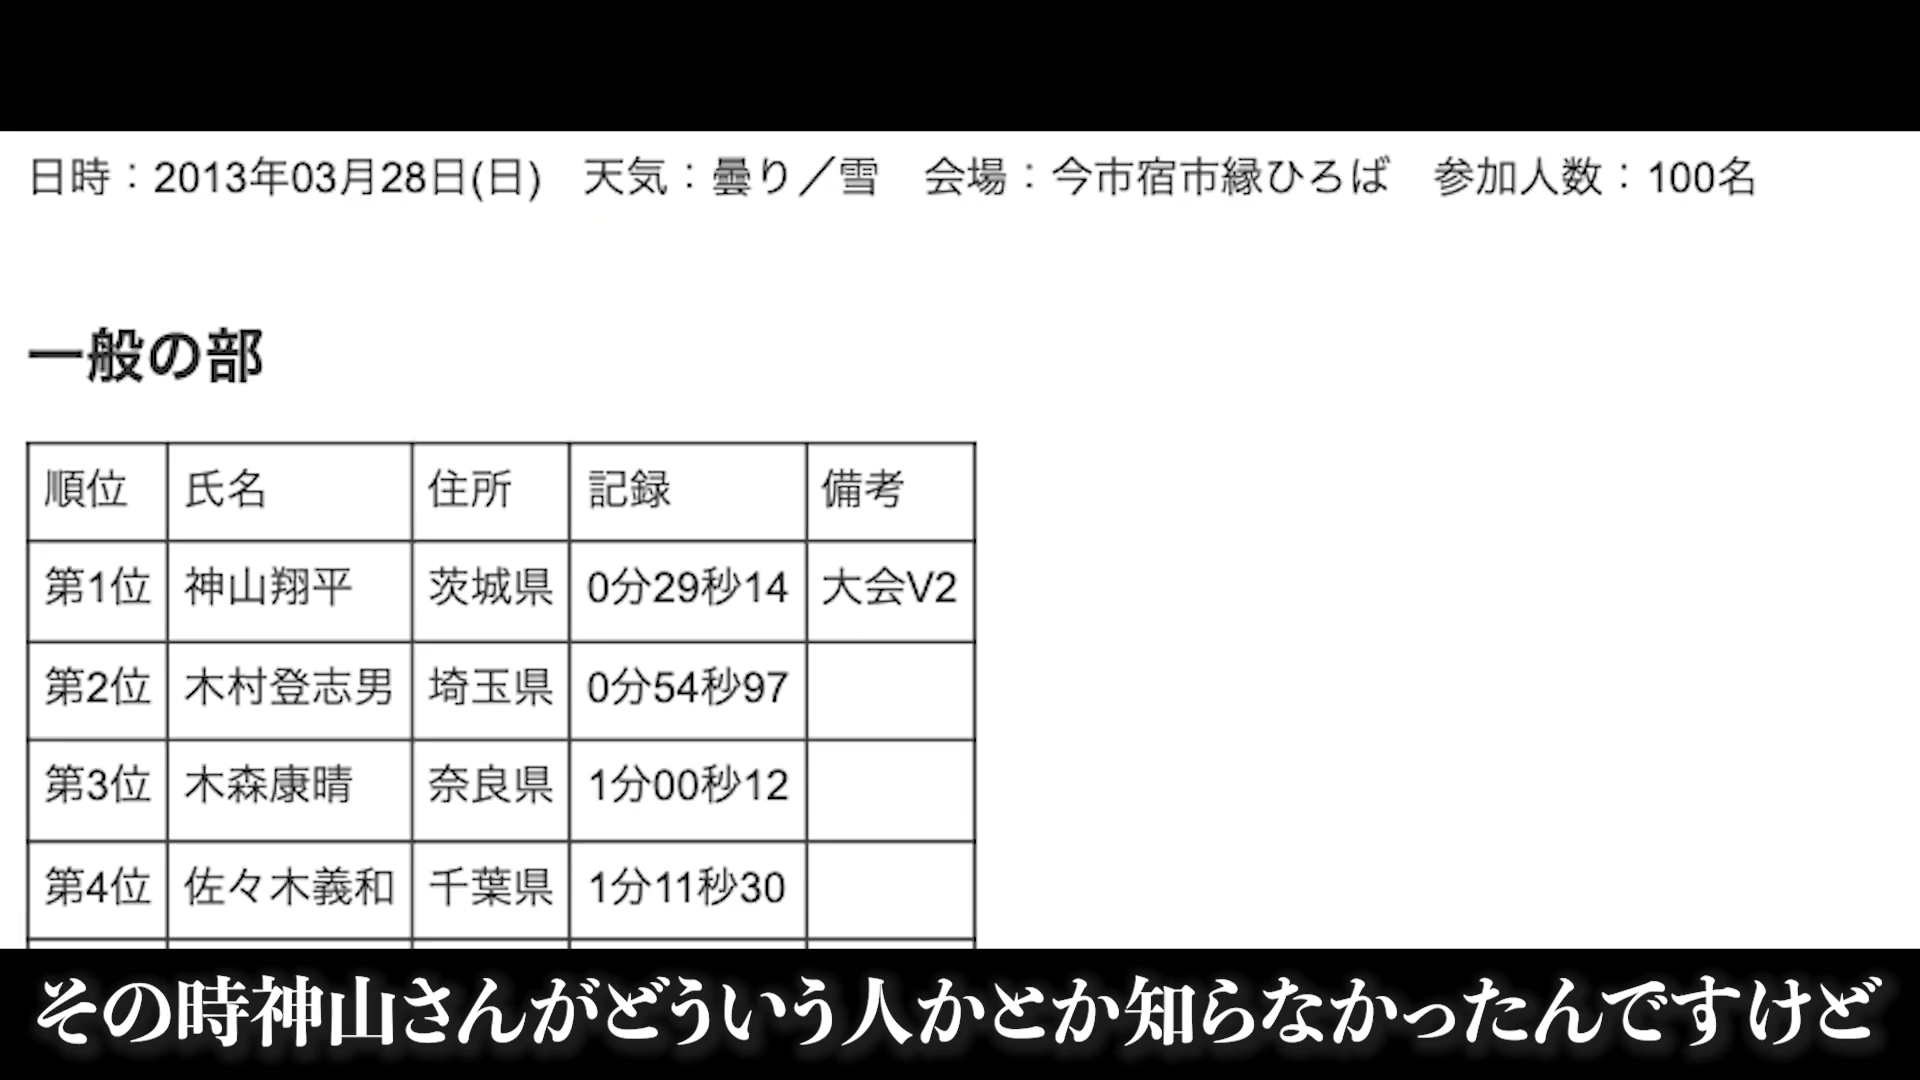 日時：2013年03月28日(日)　天気：曇り／雪　会場：今市宿市縁ひろば　参加人数：100名
一般の部
順位 氏名 住所 記録 備考
第1位 神山翔平 茨城県 0分29秒14 大会V2
第2位 木村登志男 埼玉県 0分54秒97
第3位 木森康晴 奈良県 1分00秒12
第4位 佐々木義和 千葉県 1分11秒30
その時神山さんがどういう人かとか知らなかったんですけど